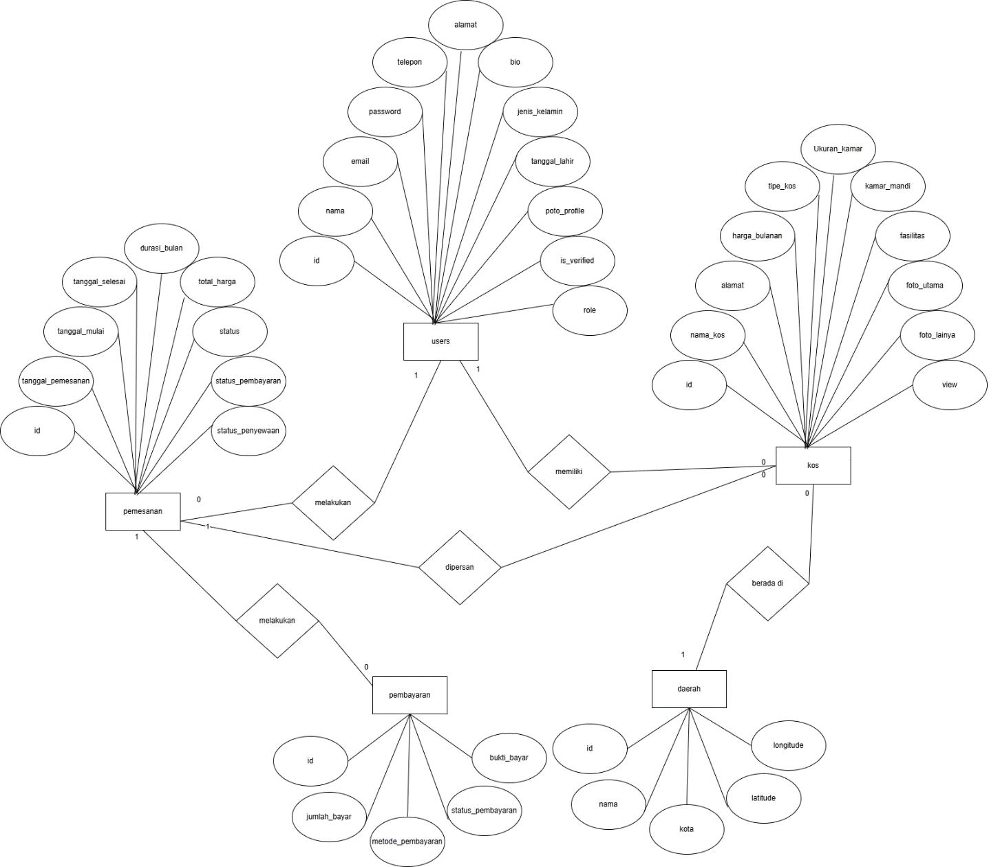 alamat
telepon
bio
password
jenis_kelamin
email
tanggal_lahir
nama
poto_profile
id
is_verified
role
users
1
1
Ukuran_kamar
tipe_kos
kamar_mandi
harga_bulanan
fasilitas
alamat
foto_utama
nama_kos
foto_lainya
id
view
kos
0
0
0
durasi_bulan
tanggal_selesai
total_harga
tanggal_mulai
status
tanggal_pemesanan
status_pembayaran
id
status_penyewaan
pemesanan
0
1
1
melakukan
memiliki
dipersan
berada di
melakukan
0
1
pembayaran
id
bukti_bayar
jumlah_bayar
status_pembayaran
metode_pembayaran
daerah
id
longitude
nama
latitude
kota